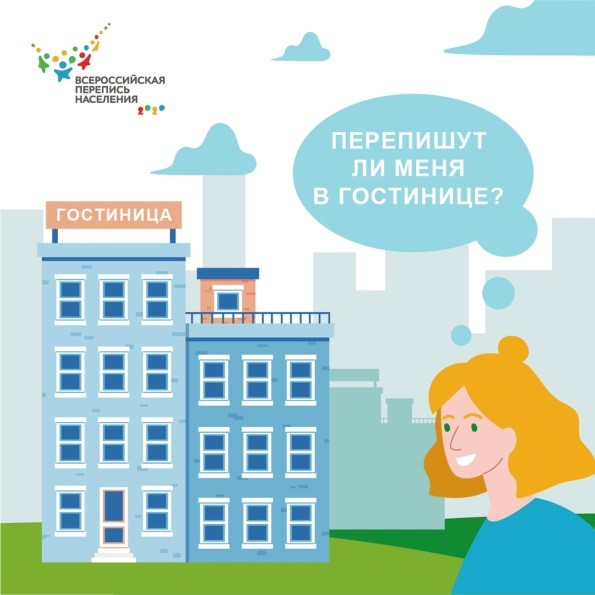 ВСЕРОССИЙСКАЯ
ПЕРЕПИСЬ
НАСЕЛЕНИЯ 2020
ПЕРЕПИШУТ
ЛИ МЕНЯ
В ГОСТИНИЦЕ?
ГОСТИНИЦА